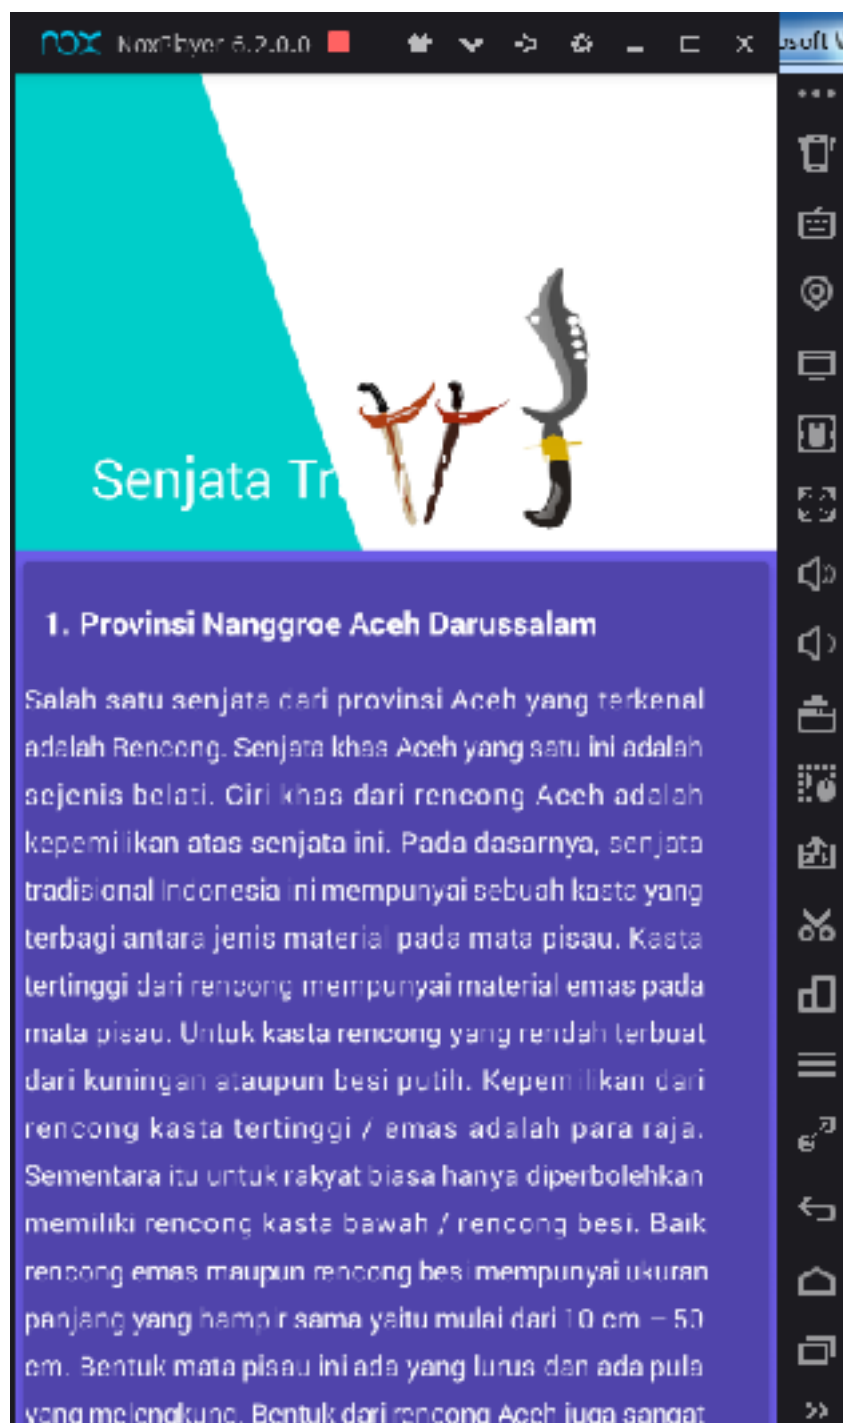 nox NoxPlayer 6.2.0.0
osoft
Senjata Tr
1. Provinsi Nanggroe Aceh Darussalam
Salah satu senjata dari provinsi Aceh yang terkenal
adalah Rencong. Senjata khas Aceh yang satu ini adalah
sejenis belati. Ciri khas dari rencong Aceh adalah
kepemilikan atas senjata ini. Pada dasarnya, senjata
tradisional Indonesia ini mempunyai sebuah kasta yang
terbagi antara jenis material pada mata pisau. Kasta
tertinggi dari rencong mempunyai material emas pada
mata pisau. Untuk kasta rencong yang rendah terbuat
dari kuningan ataupun besi putih. Kepemilikan dari
rencong kasta tertinggi / emas adalah para raja.
Sementara itu untuk rakyat biasa hanya diperbolehkan
memiliki rencong kasta bawah / rencong besi. Baik
rencong emas maupun rencong besi mempunyai ukuran
panjang yang hampir sama yaitu mulai dari 10 cm – 50
cm. Bentuk mata pisau ini ada yang lurus dan ada pula
yang melengkung. Bentuk dari rencong Aceh juga sangat